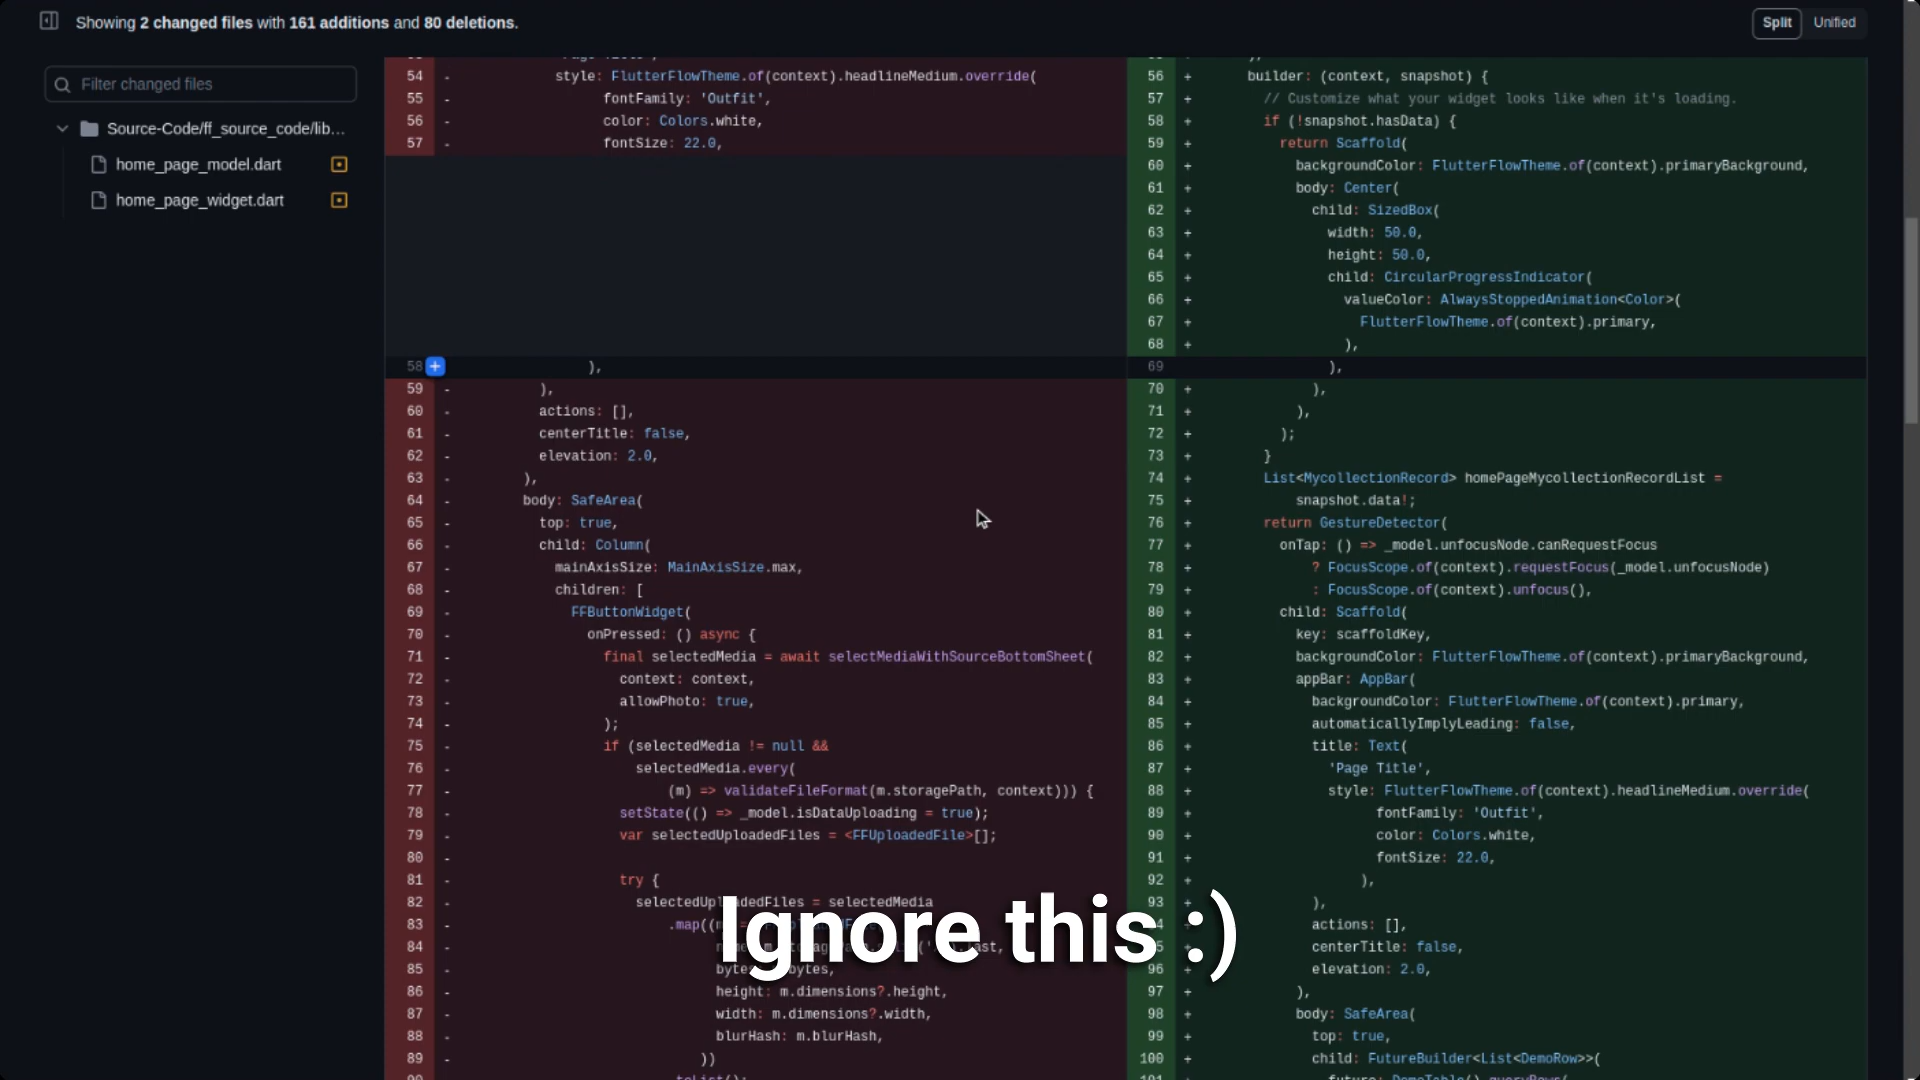 Showing 2 changed files with 161 additions and 80 deletions.
Split
Unified
Filter changed files
Source-Code/ff_source_code/lib...
home_page_model.dart
home_page_widget.dart
54 - style: FlutterFlowTheme.of(context).headlineMedium.override(
55 - fontFamily: 'Outfit',
56 - color: Colors.white,
57 - fontSize: 22.0,
58 + ),
59 - ),
60 - actions: [],
61 - centerTitle: false,
62 - elevation: 2.0,
63 - ),
64 - body: SafeArea(
65 - top: true,
66 - child: Column(
67 - mainAxisSize: MainAxisSize.max,
68 - children: [
69 - FFButtonWidget(
70 - onPressed: () async {
71 - final selectedMedia = await selectMediaWithSourceBottomSheet(
72 - context: context,
73 - allowPhoto: true,
74 - );
75 - if (selectedMedia != null &&
76 - selectedMedia.every(
77 - (m) => validateFileFormat(m.storagePath, context))) {
78 - setState(() => _model.isDataUploading = true);
79 - var selectedUploadedFiles = <FFUploadedFile>[];
80 -
81 - try {
82 - selectedUploadedFiles = selectedMedia
83 - .map((
84 -
85 - bytes,
86 - height: m.dimensions?.height,
87 - width: m.dimensions?.width,
88 - blurHash: m.blurHash,
89 - ))
56 + builder: (context, snapshot) {
57 + // Customize what your widget looks like when it's loading.
58 + if (!snapshot.hasData) {
59 + return Scaffold(
60 + backgroundColor: FlutterFlowTheme.of(context).primaryBackground,
61 + body: Center(
62 + child: SizedBox(
63 + width: 50.0,
64 + height: 50.0,
65 + child: CircularProgressIndicator(
66 + valueColor: AlwaysStoppedAnimation<Color>(
67 + FlutterFlowTheme.of(context).primary,
68 + ),
69 ),
70 + ),
71 + ),
72 + );
73 + }
74 + List<MycollectionRecord> homePageMycollectionRecordList =
75 + snapshot.data!;
76 + return GestureDetector(
77 + onTap: () => _model.unfocusNode.canRequestFocus
78 + ? FocusScope.of(context).requestFocus(_model.unfocusNode)
79 + : FocusScope.of(context).unfocus(),
80 + child: Scaffold(
81 + key: scaffoldKey,
82 + backgroundColor: FlutterFlowTheme.of(context).primaryBackground,
83 + appBar: AppBar(
84 + backgroundColor: FlutterFlowTheme.of(context).primary,
85 + automaticallyImplyLeading: false,
86 + title: Text(
87 + 'Page Title',
88 + style: FlutterFlowTheme.of(context).headlineMedium.override(
89 + fontFamily: 'Outfit',
90 + color: Colors.white,
91 + fontSize: 22.0,
92 + ),
93 + ),
+ actions: [],
+ centerTitle: false,
96 + elevation: 2.0,
97 + ),
98 + body: SafeArea(
99 + top: true,
100 + child: FutureBuilder<List<DemoRow>>(
Ignore this :)